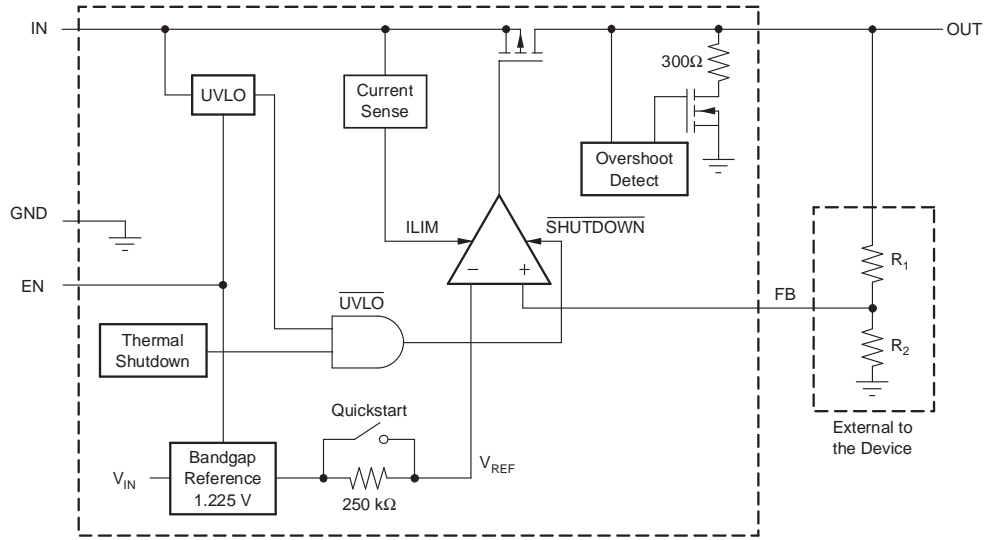 IN
OUT
300Ω
UVLO
Current
Sense
Overshoot
Detect
GND
ILIM
SHUTDOWN
−
+
R1
EN
UVLO
FB
Thermal
Shutdown
R2
Quickstart
External to
the Device
VIN
Bandgap
Reference
1.225 V
VREF
250 kΩ